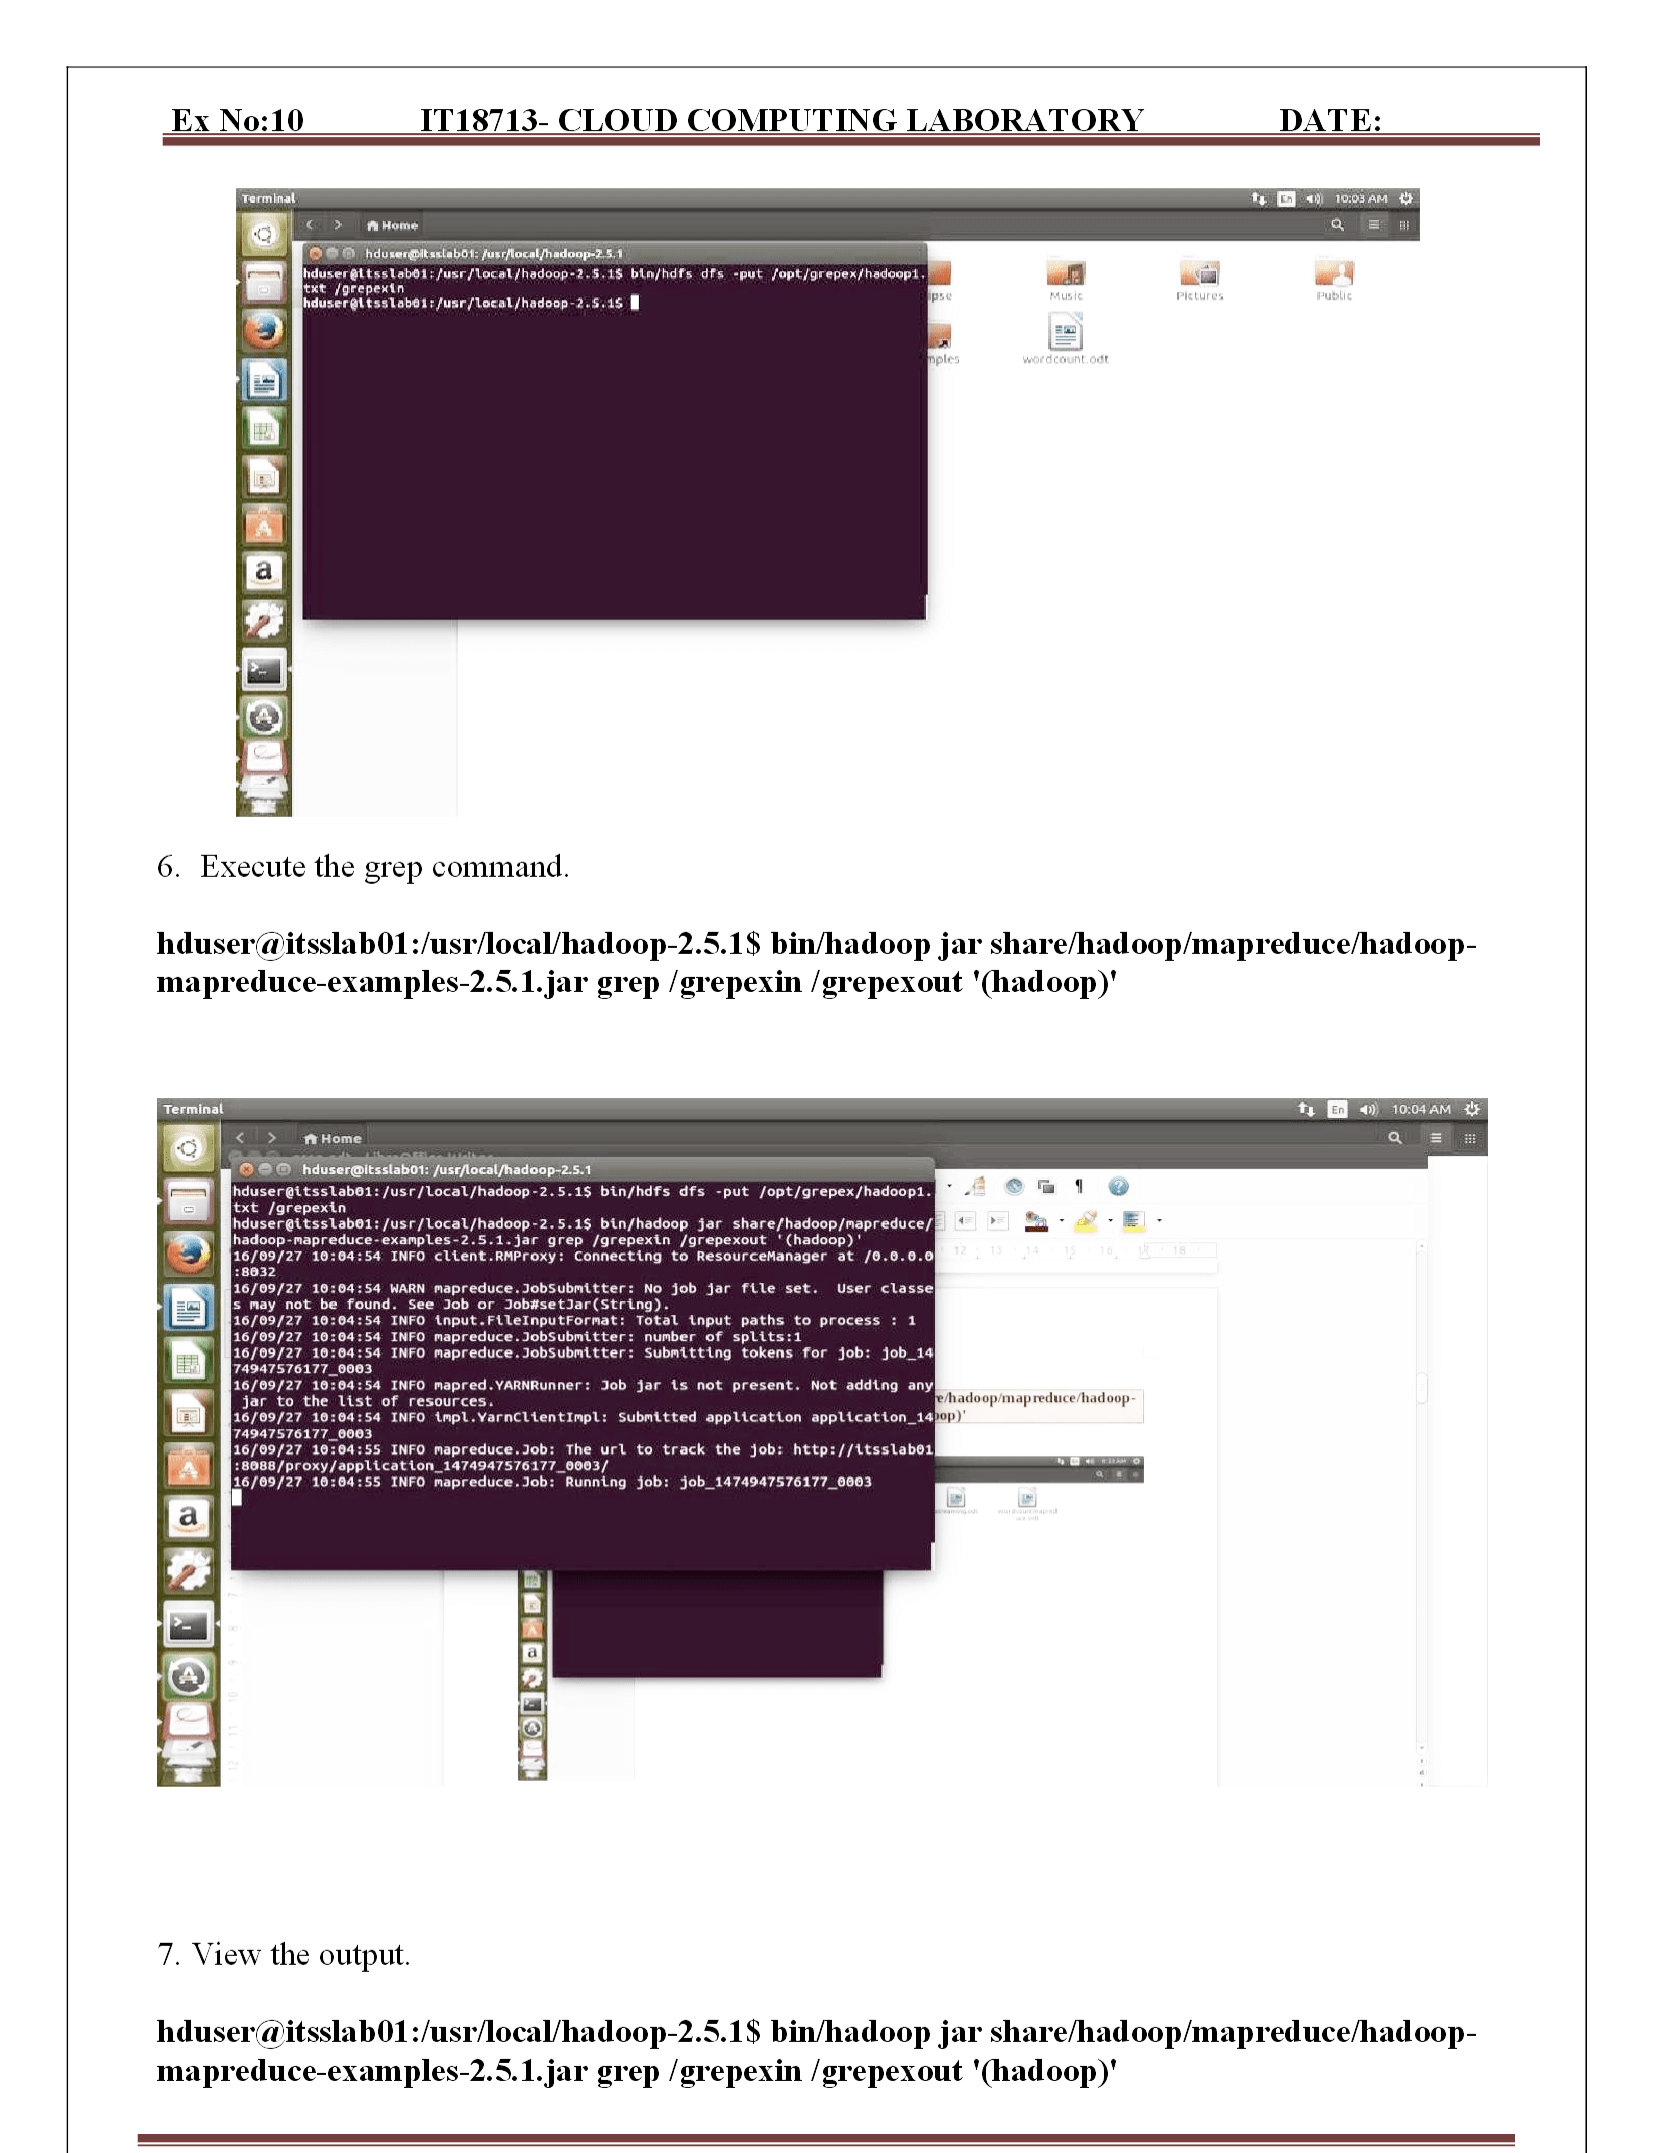 Ex No:10 IT18713- CLOUD COMPUTING LABORATORY DATE:
Terminal En 10:03 AM
Home
hduser@itsslab01: /usr/local/hadoop-2.5.1
hduser@itsslab01:/usr/local/hadoop-2.5.1$ bin/hdfs dfs -put /opt/grepex/hadoop1.
txt /grepexin
hduser@itsslab01:/usr/local/hadoop-2.5.1$
ipse Music Pictures Public
mples wordcount.odt
6. Execute the grep command.
hduser@itsslab01:/usr/local/hadoop-2.5.1$ bin/hadoop jar share/hadoop/mapreduce/hadoop-
mapreduce-examples-2.5.1.jar grep /grepexin /grepexout '(hadoop)'
Terminal En 10:04 AM
Home
hduser@itsslab01: /usr/local/hadoop-2.5.1
hduser@itsslab01:/usr/local/hadoop-2.5.1$ bin/hdfs dfs -put /opt/grepex/hadoop1.
txt /grepexin
hduser@itsslab01:/usr/local/hadoop-2.5.1$ bin/hadoop jar share/hadoop/mapreduce/
hadoop-mapreduce-examples-2.5.1.jar grep /grepexin /grepexout '(hadoop)'
16/09/27 10:04:54 INFO client.RMProxy: Connecting to ResourceManager at /0.0.0.0
:8032
16/09/27 10:04:54 WARN mapreduce.JobSubmitter: No job jar file set.  User classe
s may not be found. See Job or Job#setJar(String).
16/09/27 10:04:54 INFO input.FileInputFormat: Total input paths to process : 1
16/09/27 10:04:54 INFO mapreduce.JobSubmitter: number of splits:1
16/09/27 10:04:54 INFO mapreduce.JobSubmitter: Submitting tokens for job: job_14
74947576177_0003
16/09/27 10:04:54 INFO mapred.YARNRunner: Job jar is not present. Not adding any
jar to the list of resources.
16/09/27 10:04:54 INFO impl.YarnClientImpl: Submitted application application_14
74947576177_0003
16/09/27 10:04:55 INFO mapreduce.Job: The url to track the job: http://itsslab01
:8088/proxy/application_1474947576177_0003/
16/09/27 10:04:55 INFO mapreduce.Job: Running job: job_1474947576177_0003
12 13 14 15 16 17 18
e/hadoop/mapreduce/hadoop-
op)'
7. View the output.
hduser@itsslab01:/usr/local/hadoop-2.5.1$ bin/hadoop jar share/hadoop/mapreduce/hadoop-
mapreduce-examples-2.5.1.jar grep /grepexin /grepexout '(hadoop)'